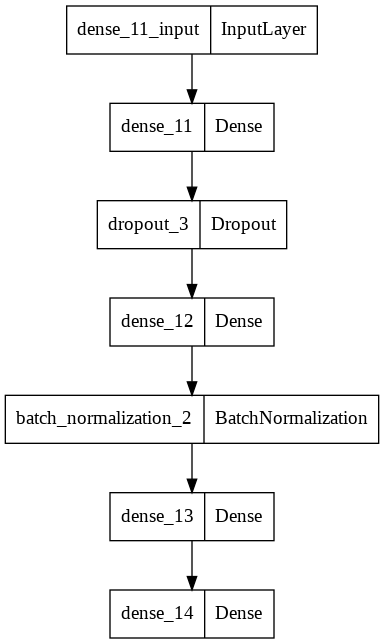 dense_11_input InputLayer
dense_11 Dense
dropout_3 Dropout
dense_12 Dense
batch_normalization_2 BatchNormalization
dense_13 Dense
dense_14 Dense